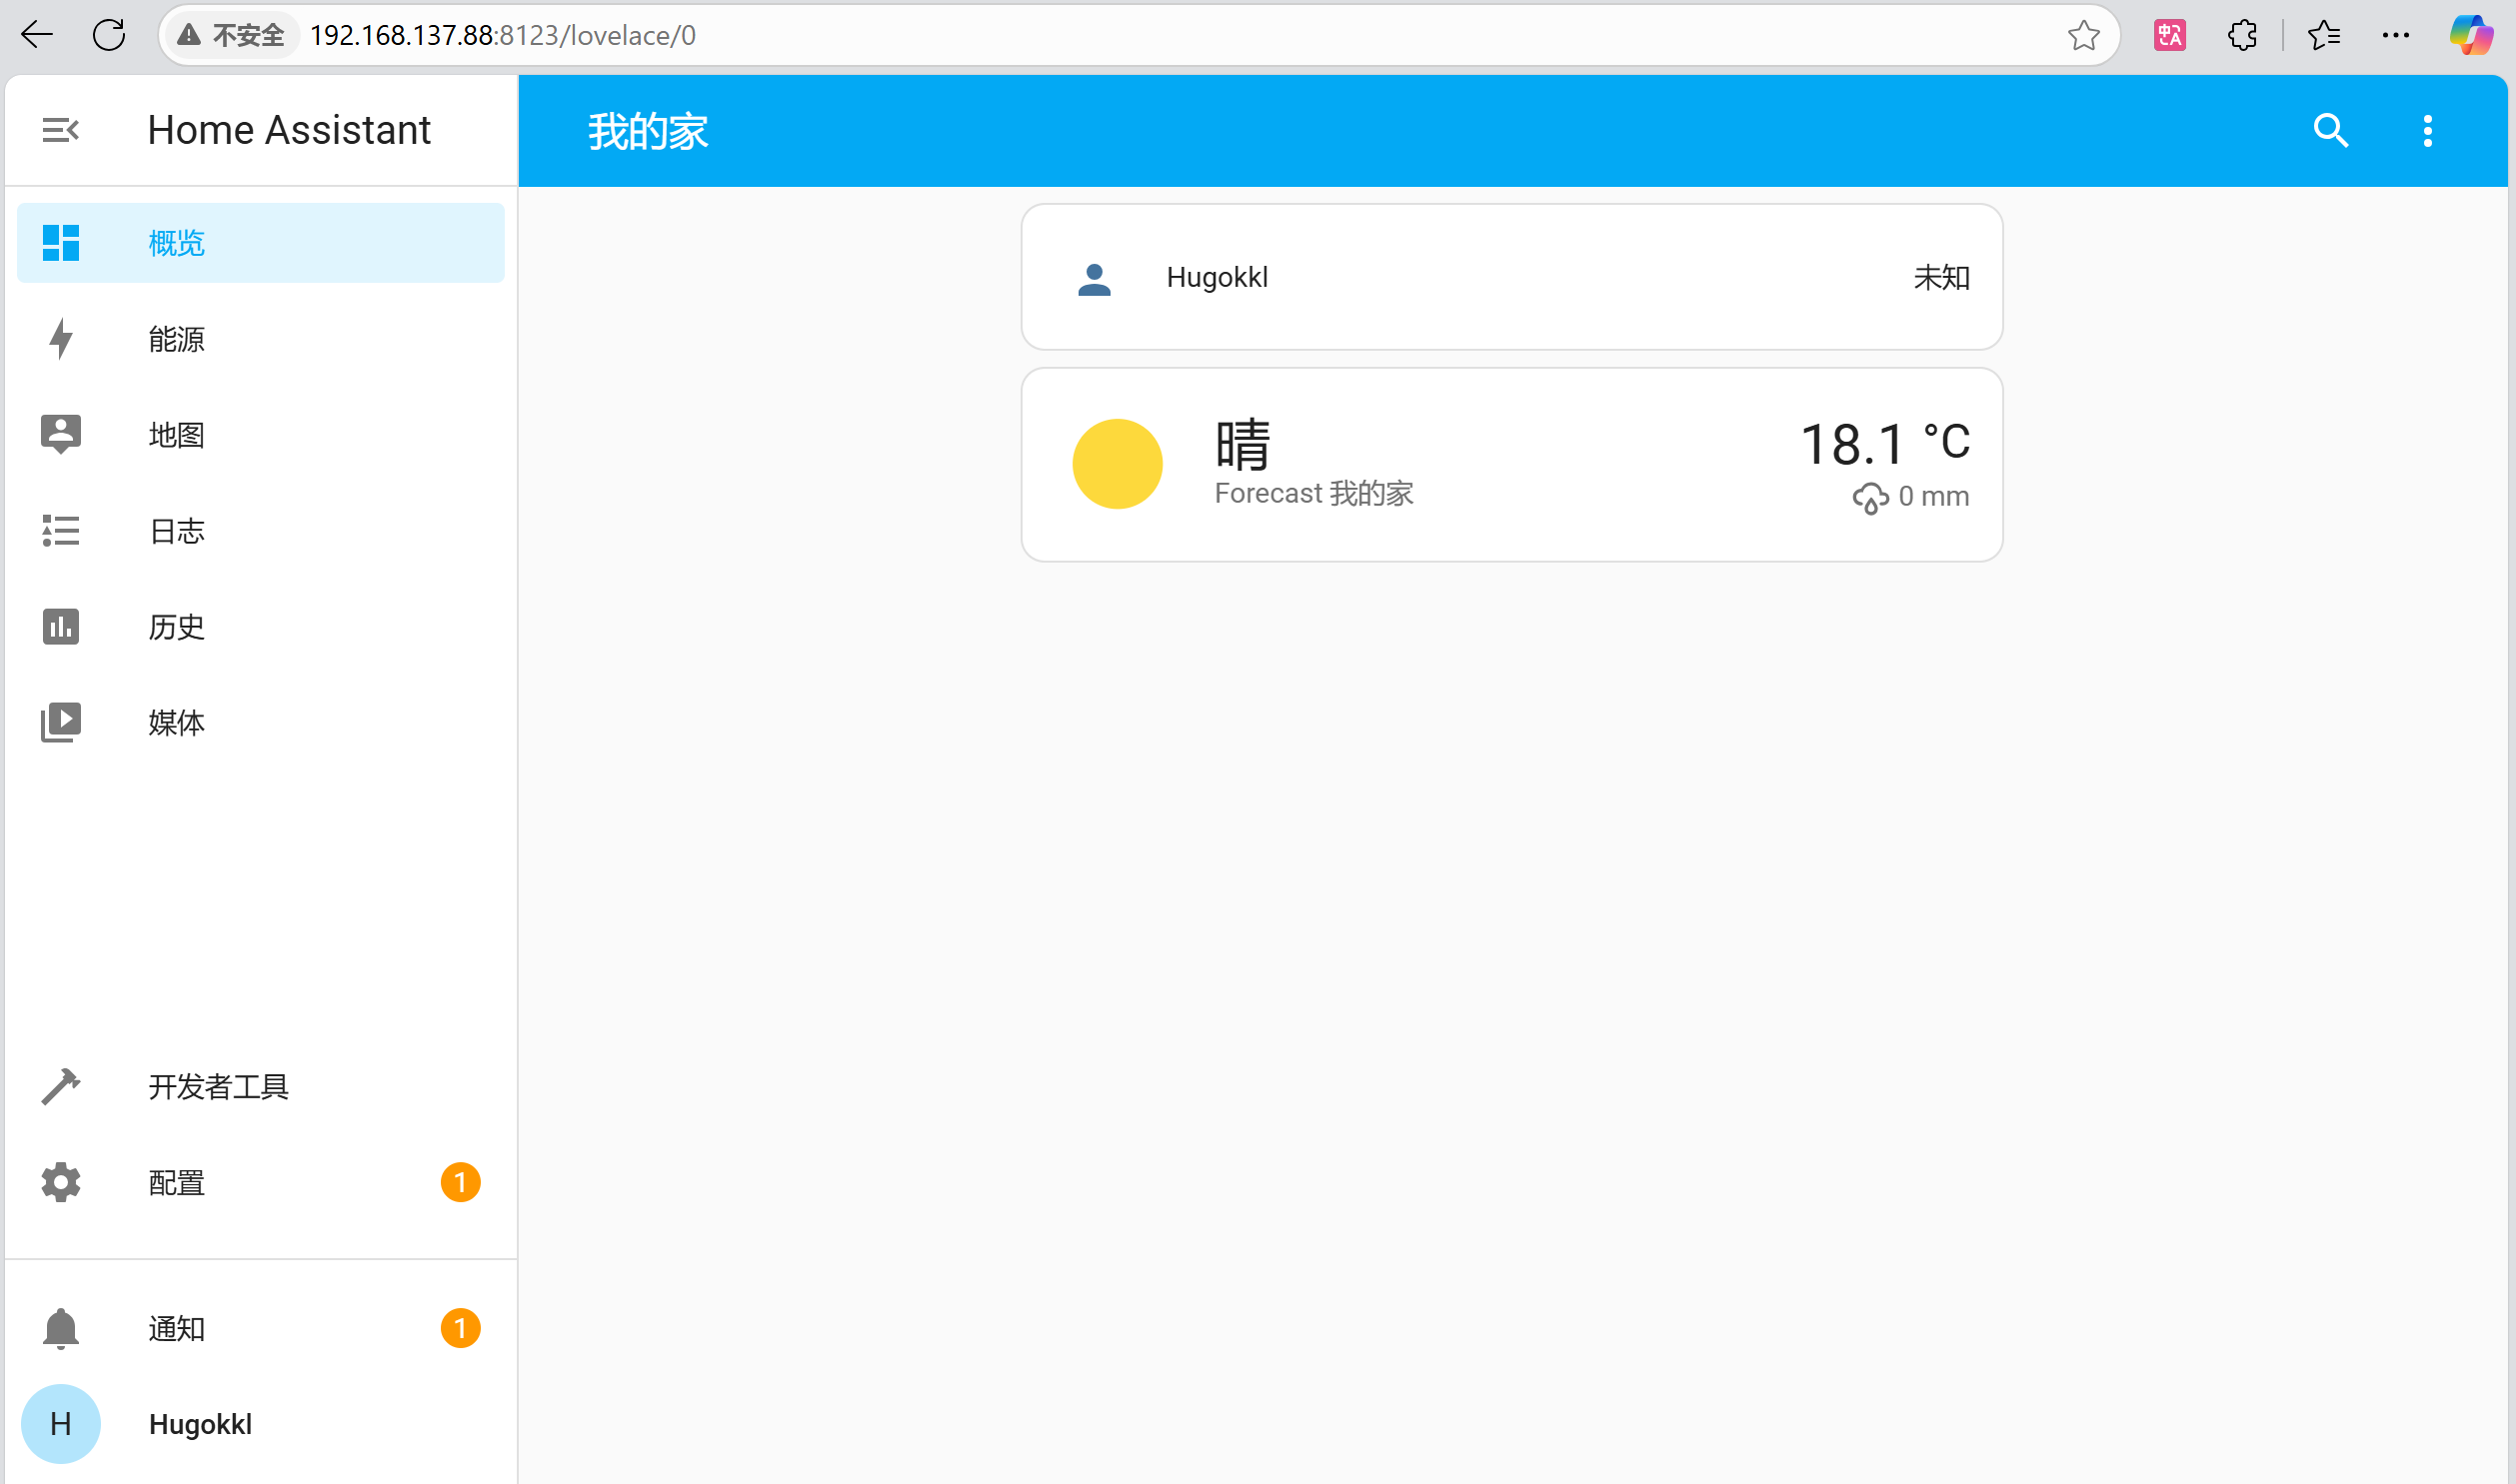 不安全 192.168.137.88:8123/lovelace/0
Home Assistant
概览
能源
地图
日志
历史
媒体
开发者工具
配置 1
通知 1
H Hugokkl
我的家
Hugokkl 未知
晴 18.1 °C
Forecast 我的家 0 mm